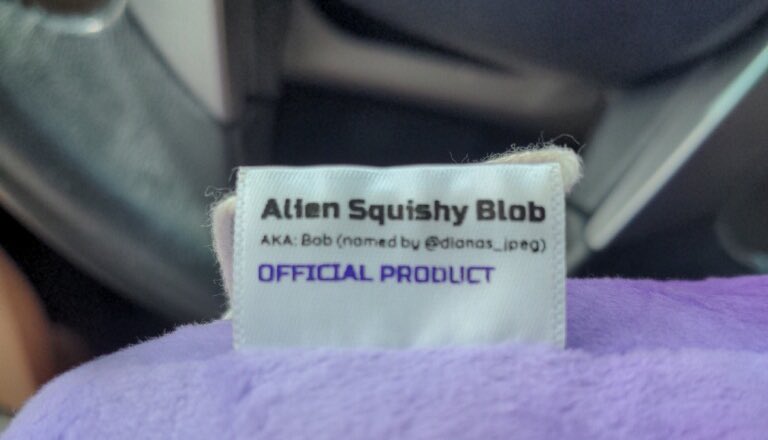 Alien Squishy Blob
AKA: Bob (named by @dianas_jpeg)
OFFICIAL PRODUCT